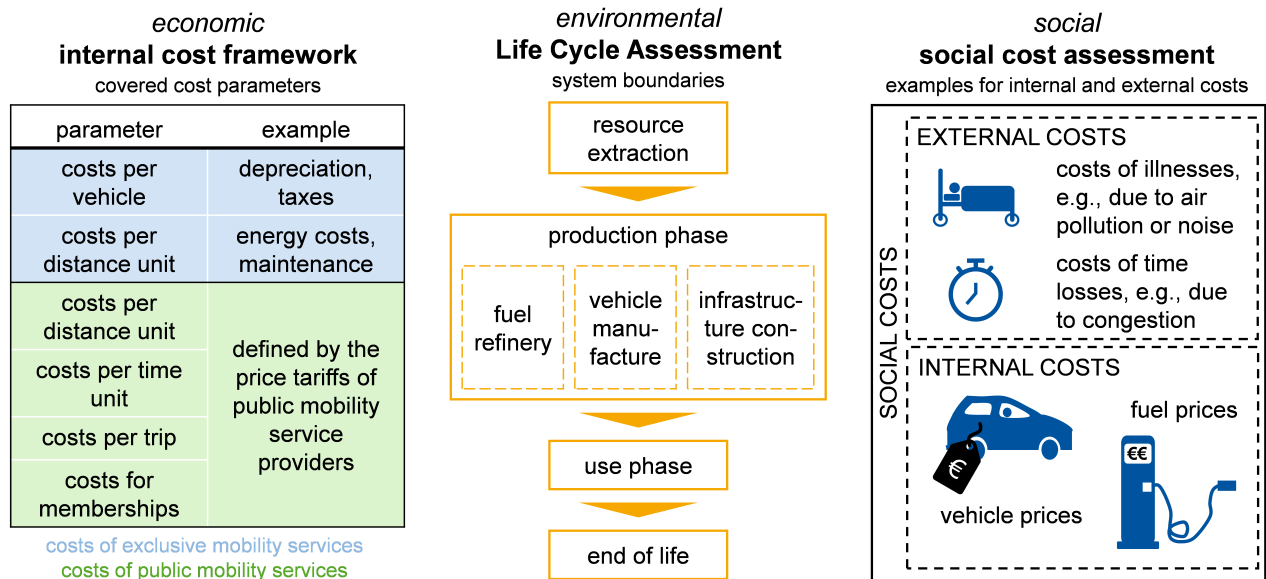 economic
internal cost framework
covered cost parameters
parameter
example
costs per
vehicle
depreciation,
taxes
costs per
distance unit
energy costs,
maintenance
costs per
distance unit
costs per time
unit
costs per trip
costs for
memberships
defined by the
price tariffs of
public mobility
service
providers
costs of exclusive mobility services
costs of public mobility services
environmental
Life Cycle Assessment
system boundaries
resource
extraction
production phase
fuel
refinery
vehicle
manu-
facture
infrastruc-
ture con-
struction
use phase
end of life
social
social cost assessment
examples for internal and external costs
SOCIAL COSTS
EXTERNAL COSTS
costs of illnesses,
e.g., due to air
pollution or noise
costs of time
losses, e.g., due
to congestion
INTERNAL COSTS
€
vehicle prices
fuel prices
€€